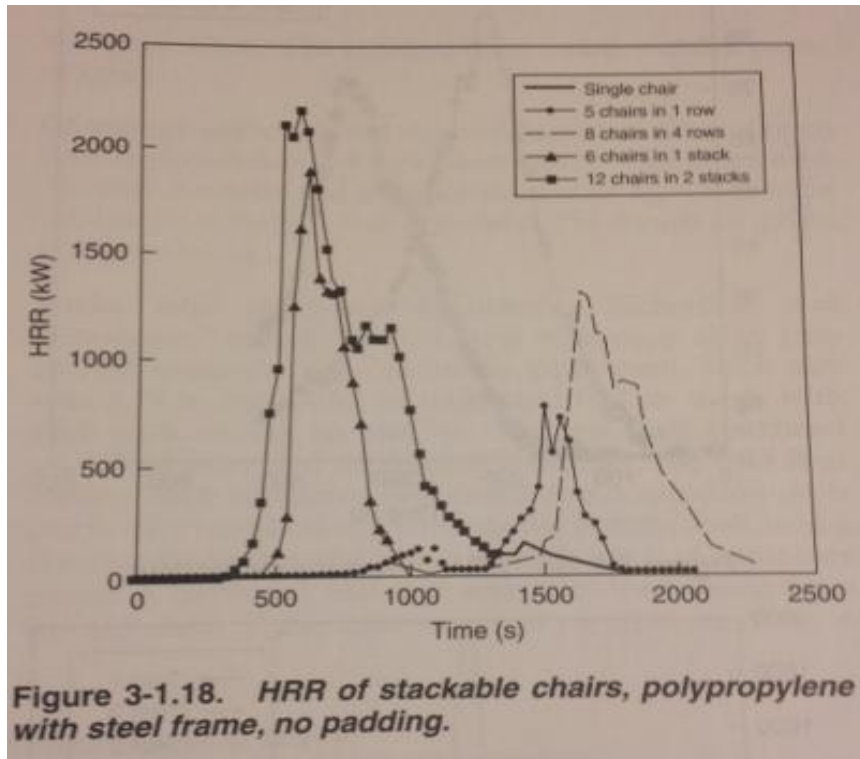 2500
2000
1500
1000
500
0
HRR (kW)
Single chair
5 chairs in 1 row
8 chairs in 4 rows
6 chairs in 1 stack
12 chairs in 2 stacks
0 500 1000 1500 2000 2500
Time (s)
Figure 3-1.18. HRR of stackable chairs, polypropylene
with steel frame, no padding.